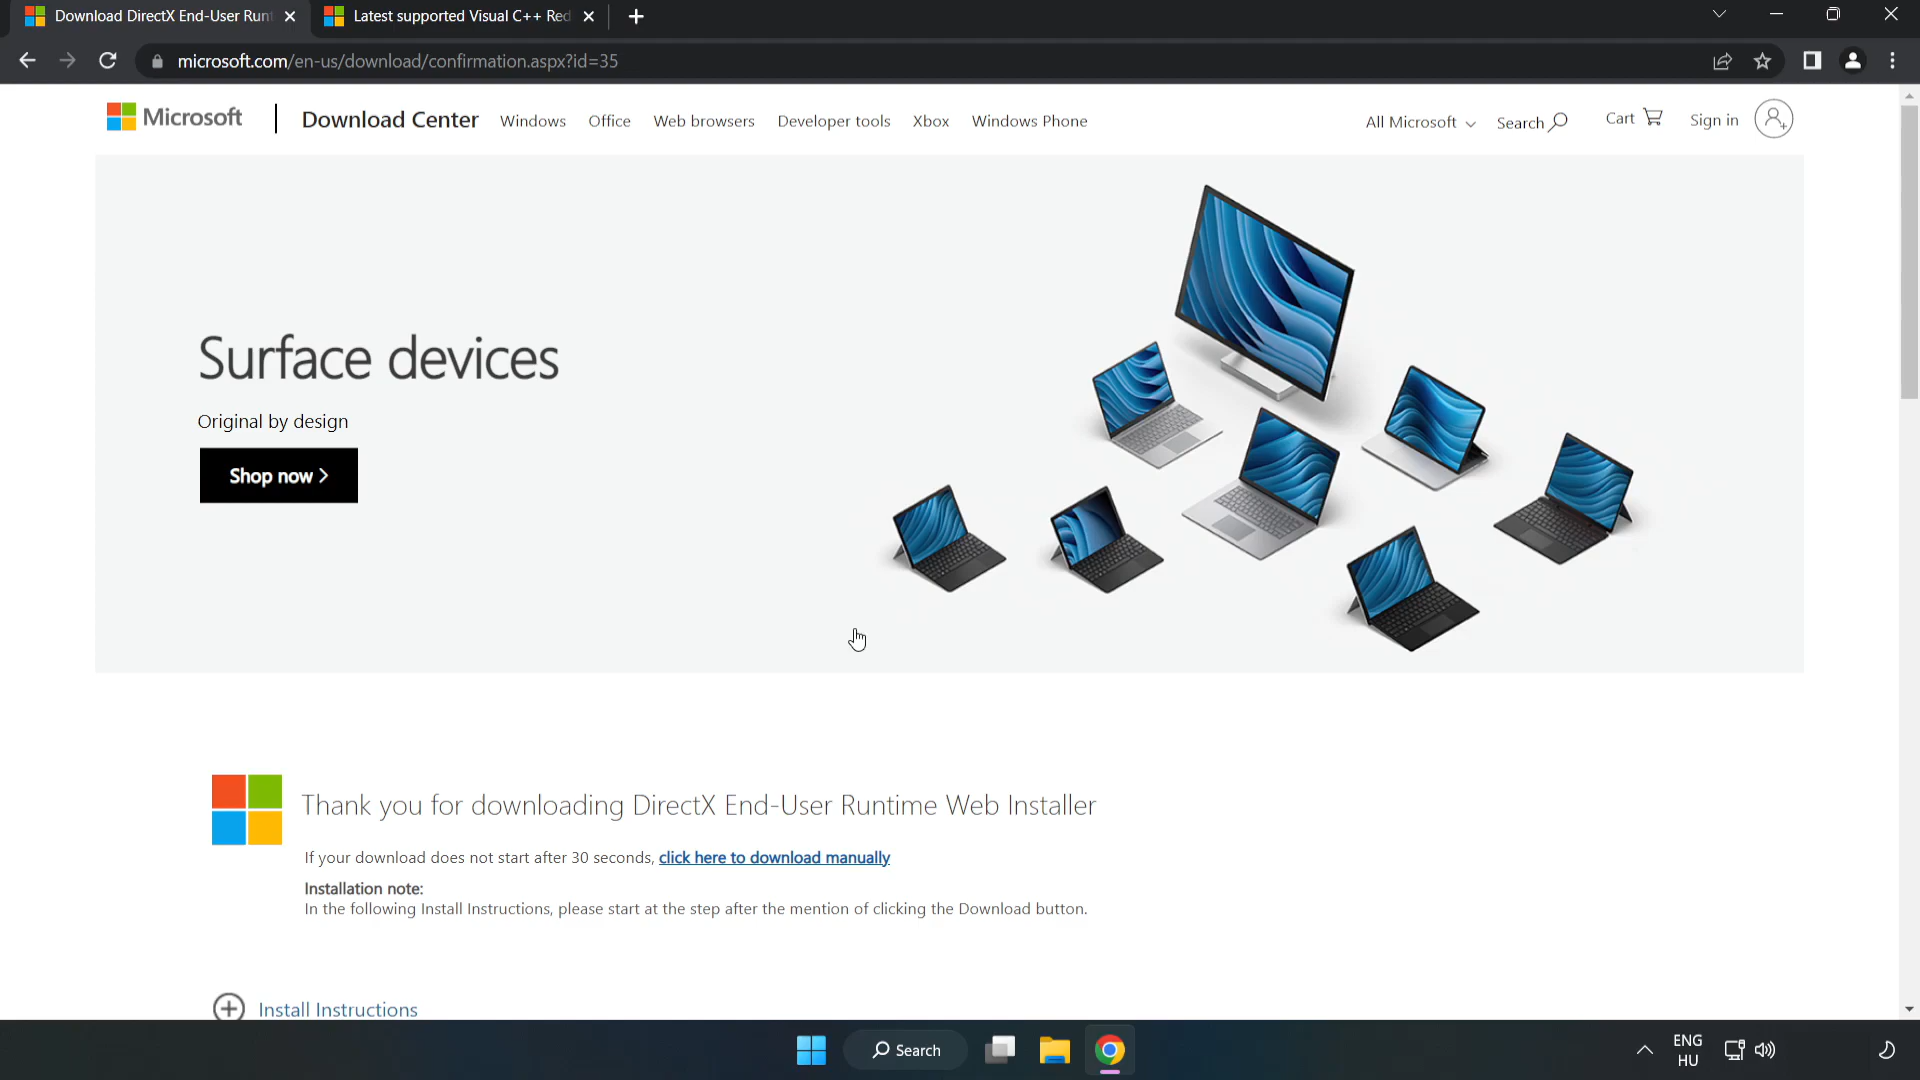 Download DirectX End-User Runt
Latest supported Visual C++ Red
microsoft.com/en-us/download/confirmation.aspx?id=35
Microsoft
Download Center
Windows
Office
Web browsers
Developer tools
Xbox
Windows Phone
All Microsoft
Search
Cart
Sign in
Surface devices
Original by design
Shop now
Thank you for downloading DirectX End-User Runtime Web Installer
If your download does not start after 30 seconds, click here to download manually
Installation note:
In the following Install Instructions, please start at the step after the mention of clicking the Download button.
Install Instructions
Search
ENG
HU